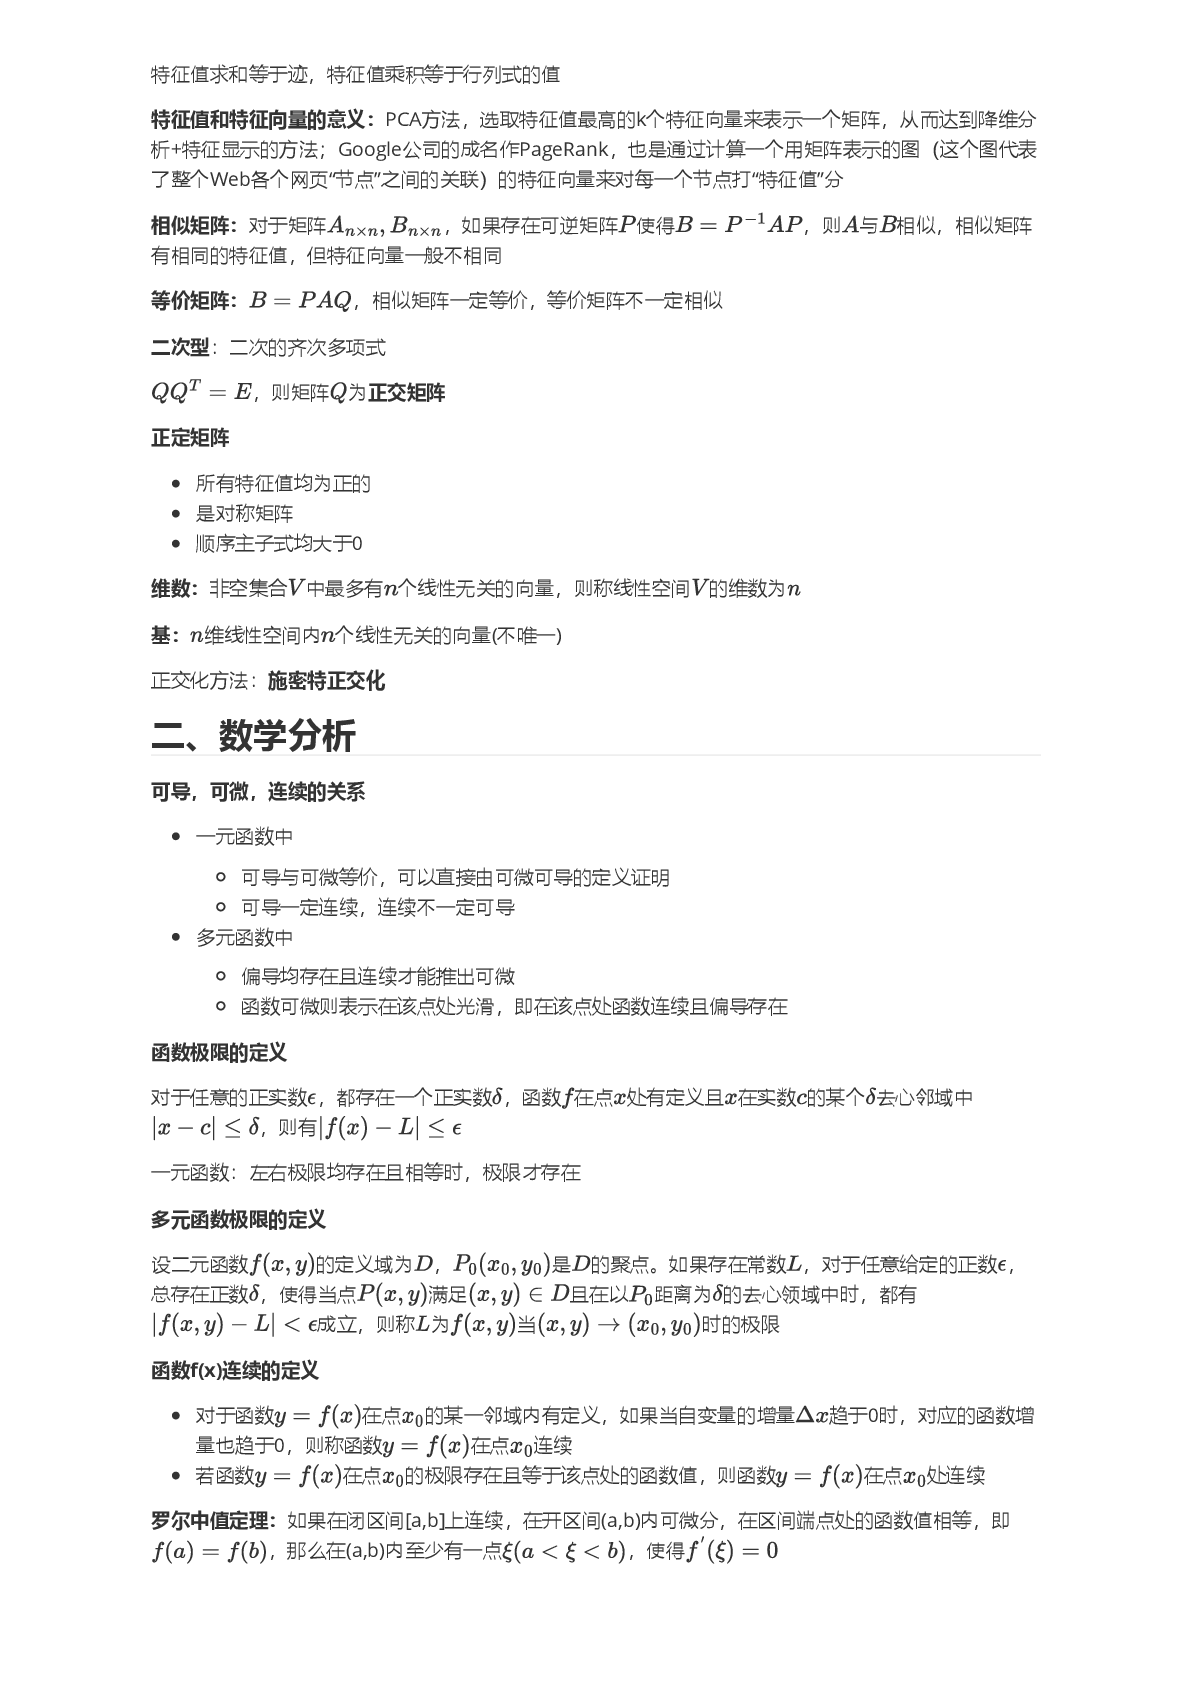 特征值求和等于迹，特征值乘积等于行列式的值
特征值和特征向量的意义：PCA方法，选取特征值最高的k个特征向量来表示一个矩阵，从而达到降维分
析+特征显示的方法；Google公司的成名作PageRank，也是通过计算一个用矩阵表示的图（这个图代表
了整个Web各个网页“节点”之间的关联）的特征向量来对每一个节点打“特征值”分
相似矩阵：对于矩阵$A_{n\times n}, B_{n\times n}$，如果存在可逆矩阵$P$使得$B = P^{-1}AP$，则$A$与$B$相似，相似矩阵
有相同的特征值，但特征向量一般不相同
等价矩阵：$B = PAQ$，相似矩阵一定等价，等价矩阵不一定相似
二次型：二次的齐次多项式
$QQ^T = E$，则矩阵$Q$为正交矩阵
正定矩阵
• 所有特征值均为正的
• 是对称矩阵
• 顺序主子式均大于0
维数：非空集合$V$中最多有$n$个线性无关的向量，则称线性空间$V$的维数为$n$
基：$n$维线性空间内$n$个线性无关的向量(不唯一)
正交化方法：施密特正交化
二、数学分析
可导，可微，连续的关系
• 一元函数中
◦ 可导与可微等价，可以直接由可微可导的定义证明
◦ 可导一定连续，连续不一定可导
• 多元函数中
◦ 偏导均存在且连续才能推出可微
◦ 函数可微则表示在该点处光滑，即在该点处函数连续且偏导存在
函数极限的定义
对于任意的正实数$\epsilon$，都存在一个正实数$\delta$，函数$f$在点$x$处有定义且$x$在实数$c$的某个$\delta$去心邻域中
$|x - c| \leq \delta$，则有$|f(x) - L| \leq \epsilon$
一元函数：左右极限均存在且相等时，极限才存在
多元函数极限的定义
设二元函数$f(x, y)$的定义域为$D$，$P_0(x_0, y_0)$是$D$的聚点。如果存在常数$L$，对于任意给定的正数$\epsilon$，
总存在正数$\delta$，使得当点$P(x, y)$满足$(x, y) \in D$且在以$P_0$距离为$\delta$的去心领域中时，都有
$|f(x, y) - L| < \epsilon$成立，则称$L$为$f(x, y)$当$(x, y) \to (x_0, y_0)$时的极限
函数f(x)连续的定义
• 对于函数$y = f(x)$在点$x_0$的某一邻域内有定义，如果当自变量的增量$\Delta x$趋于0时，对应的函数增
量也趋于0，则称函数$y = f(x)$在点$x_0$连续
• 若函数$y = f(x)$在点$x_0$的极限存在且等于该点处的函数值，则函数$y = f(x)$在点$x_0$处连续
罗尔中值定理：如果在闭区间[a,b]上连续，在开区间(a,b)内可微分，在区间端点处的函数值相等，即
$f(a) = f(b)$，那么在(a,b)内至少有一点$\xi(a < \xi < b)$，使得$f'(\xi) = 0$